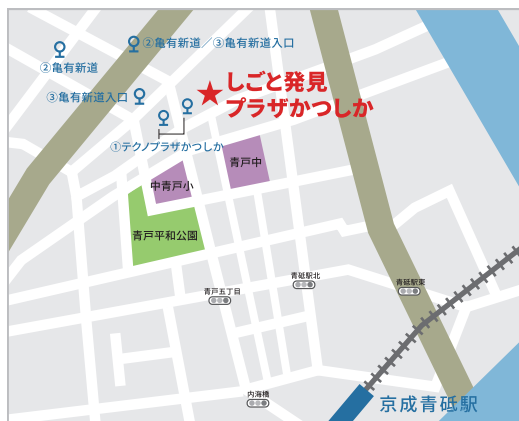 ②亀有新道／③亀有新道入口
②亀有新道
しごと発見
プラザかつしか
③亀有新道入口
①テクノプラザかつしか
青戸中
中青戸小
青戸平和公園
青砥駅北
青砥駅東
青戸五丁目
内海橋
京成青砥駅